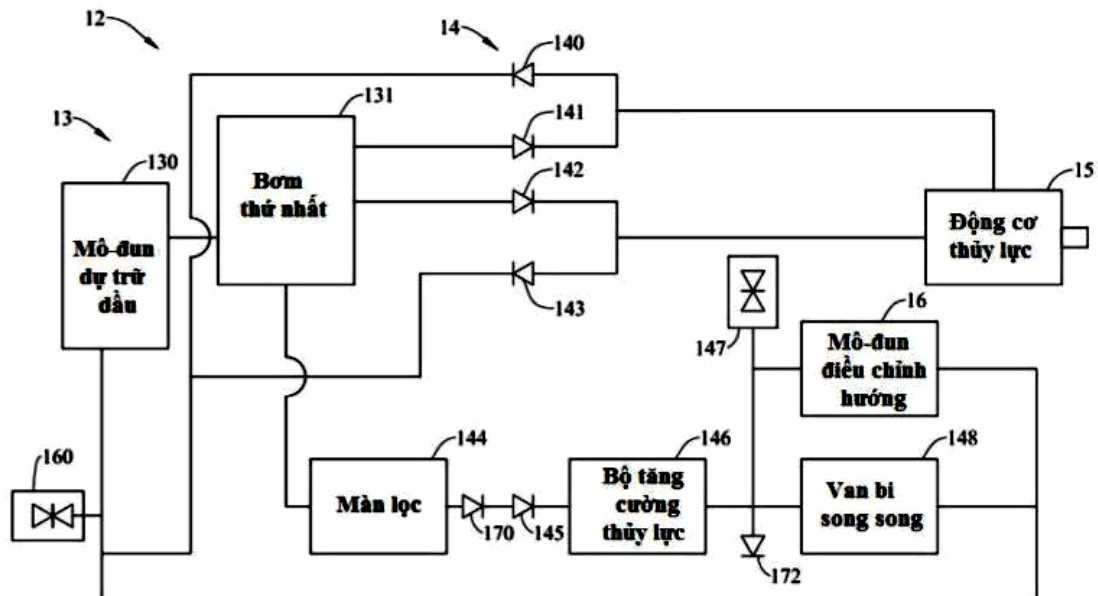 12
14
140
131
141
13
130
142
15
Bơm
thứ nhất
Động cơ
thủy lực
Mô-đun
dự trữ
dầu
143
147
16
Mô-đun
điều chỉnh
hướng
160
144
146
148
Màn lọc
170
145
Bộ tăng
cường
thủy lực
Van bi
song song
172